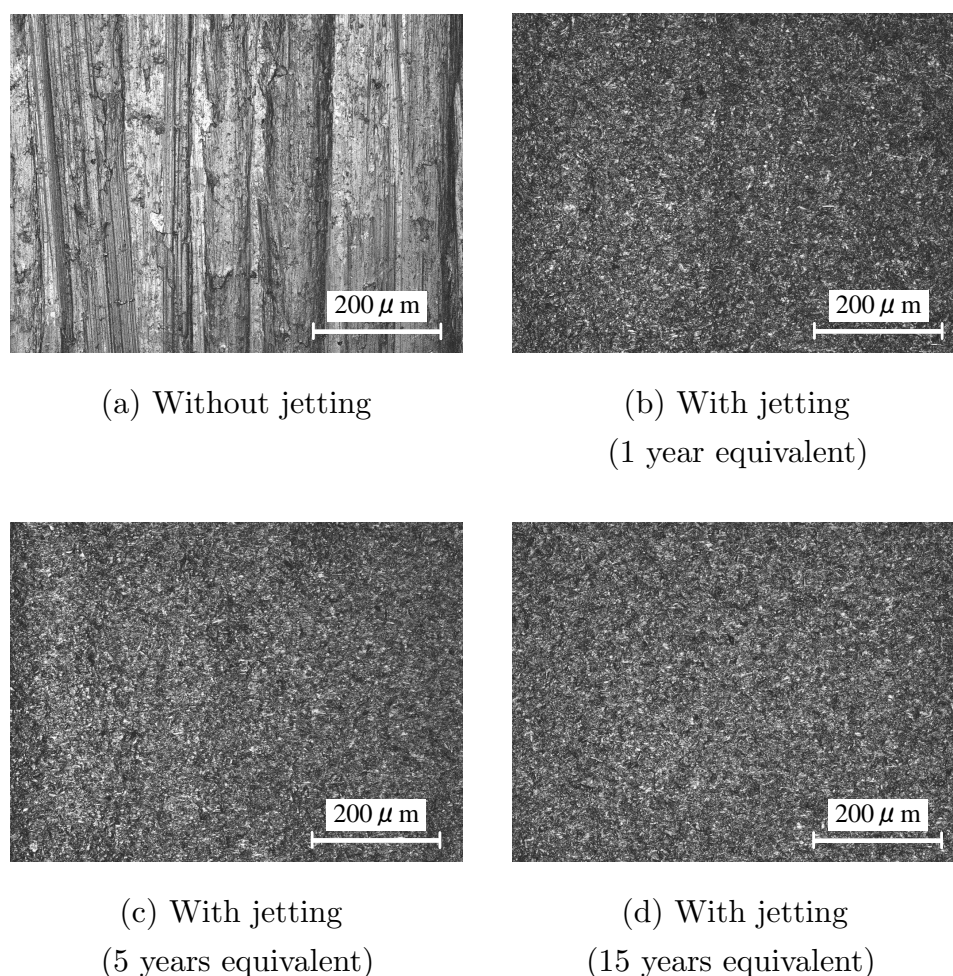 200 μ m
200 μ m
(a) Without jetting
(b) With jetting
(1 year equivalent)
200 μ m
200 μ m
(c) With jetting
(5 years equivalent)
(d) With jetting
(15 years equivalent)